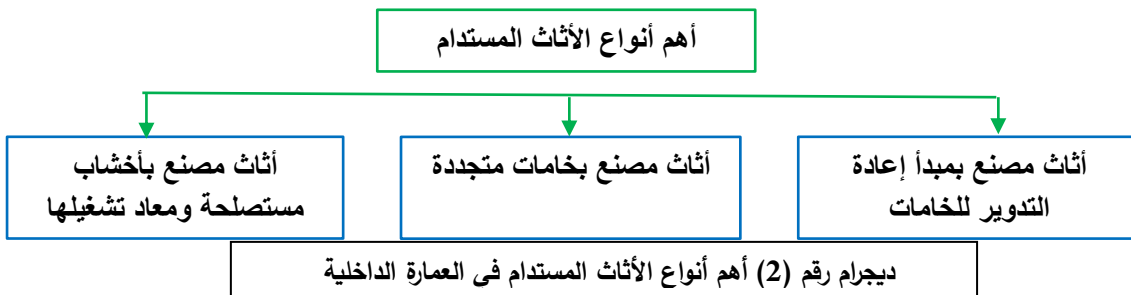 أهم أنواع الأثاث المستدام
أثاث مصنع بمبدأ إعادة
التدوير للخامات
أثاث مصنع بخامات متجددة
أثاث مصنع بأخشاب
مستصلحة ومعاد تشغيلها
ديجرام رقم (2) أهم أنواع الأثاث المستدام فى العمارة الداخلية